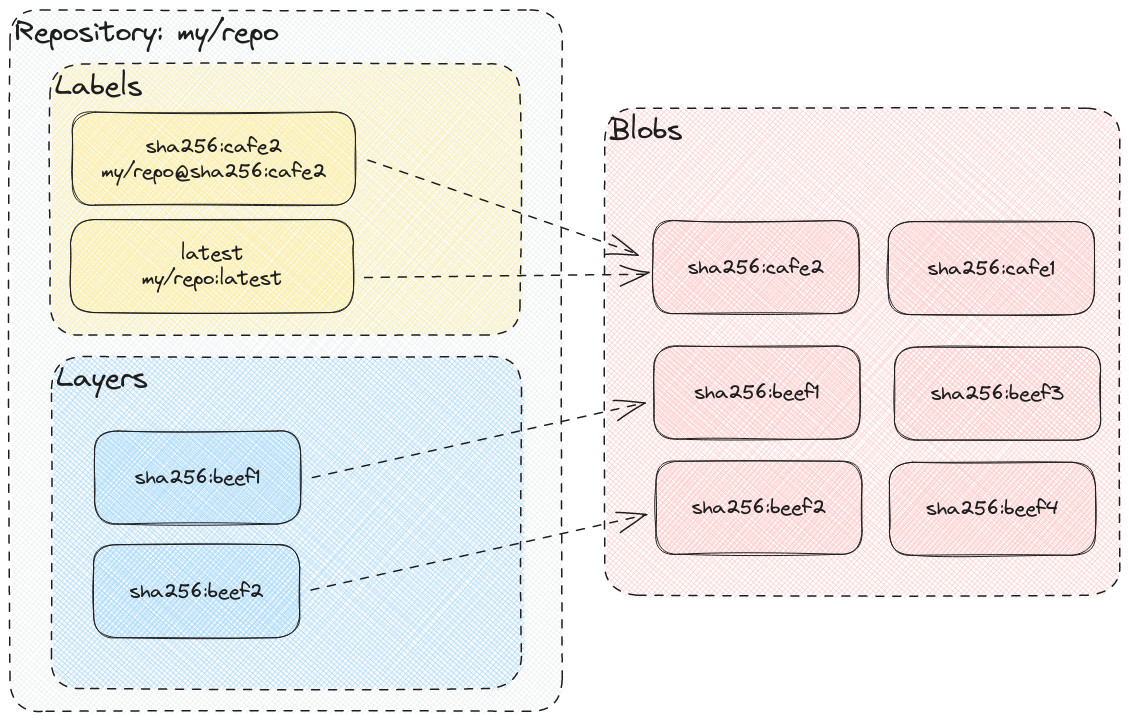 Repository: my/repo
Labels
sha256:cafe2
my/repo@sha256:cafe2
latest
my/repo:latest
Layers
sha256:beef1
sha256:beef2
Blobs
sha256:cafe2
sha256:cafe1
sha256:beef1
sha256:beef3
sha256:beef2
sha256:beef4